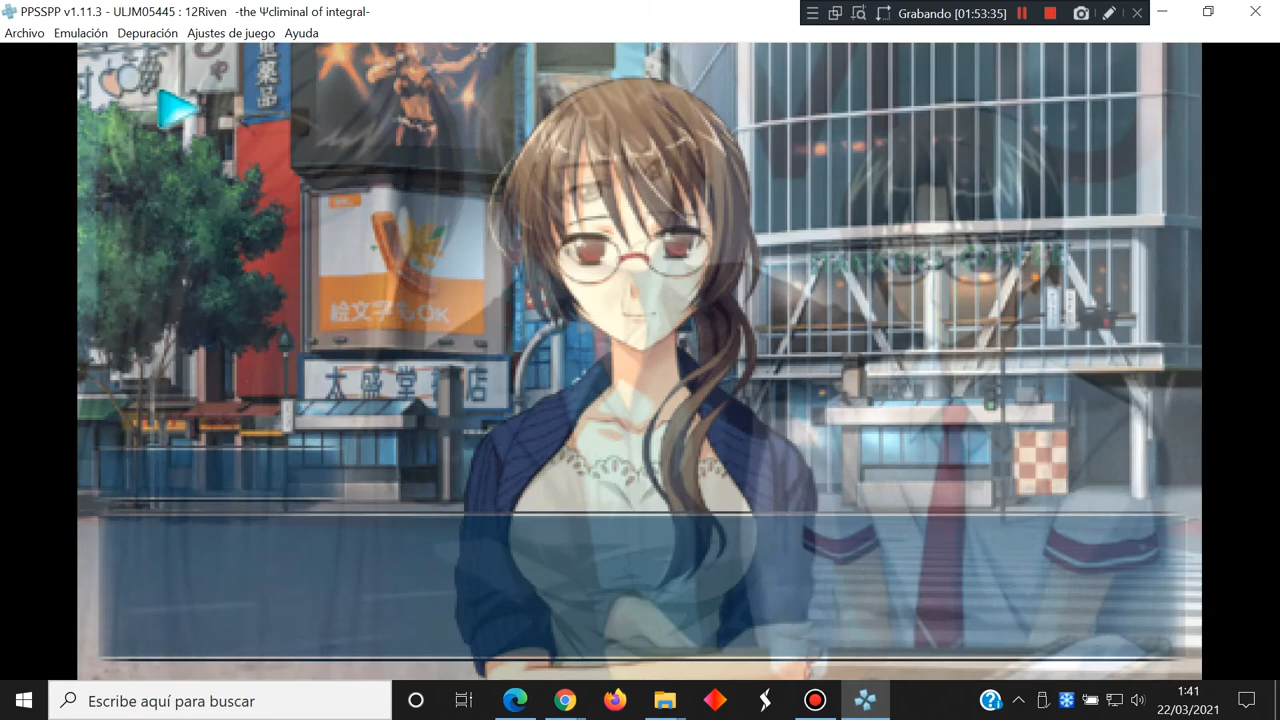 PPSSPP v1.11.3 - ULJM05445 : 12Riven -the Ψcliminal of integral-
Grabando [01:53:35]
Archivo Emulación Depuración Ajustes de juego Ayuda
薬品
絵文字もOK
太盛堂 店
Escribe aquí para buscar
1:41
22/03/2021